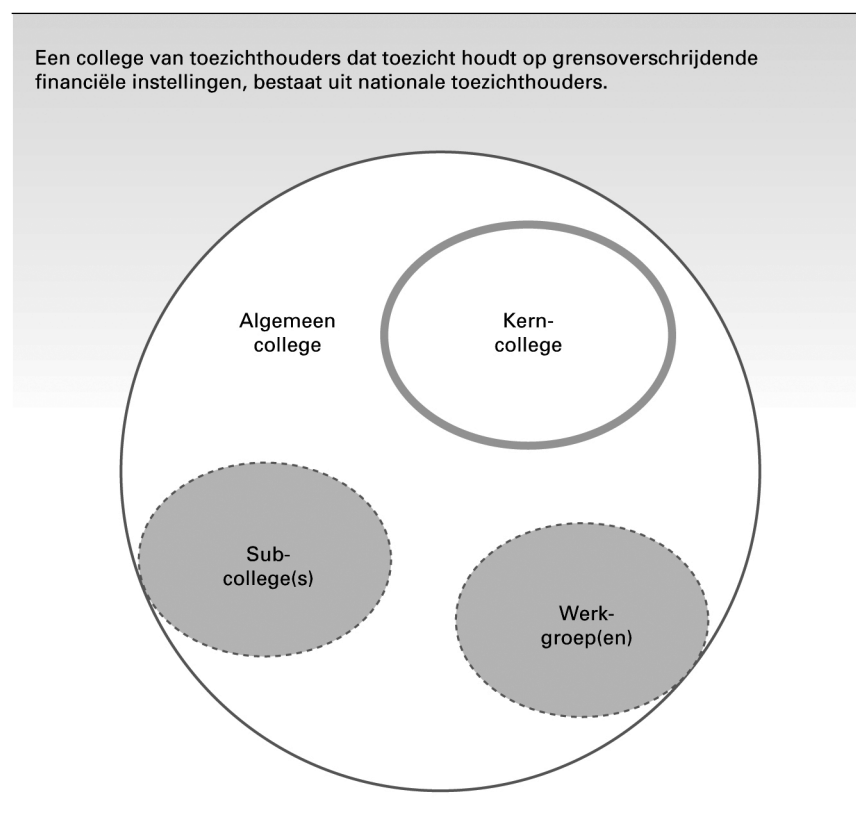 Een college van toezichthouders dat toezicht houdt op grensoverschrijdende
financiële instellingen, bestaat uit nationale toezichthouders.
Algemeen
college
Kern-
college
Sub-
college(s)
Werk-
groep(en)